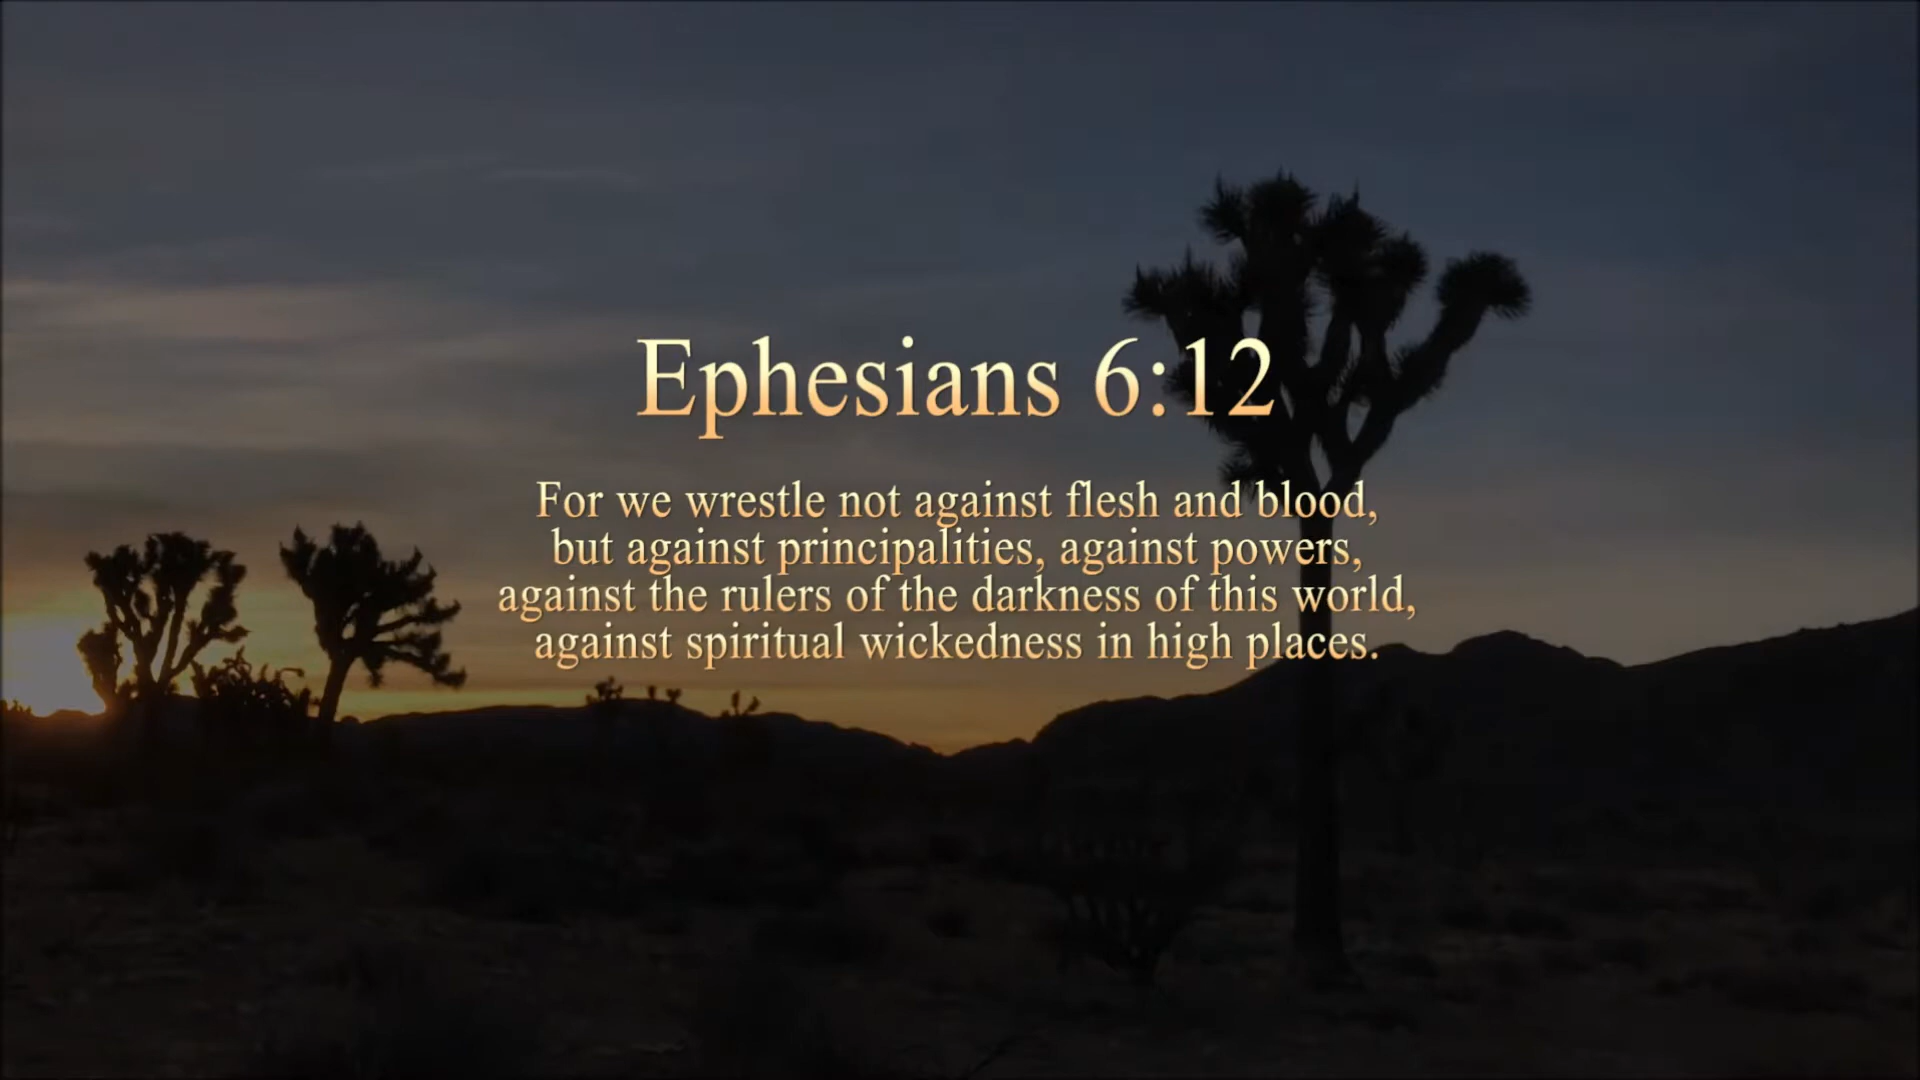 Ephesians 6:12
For we wrestle not against flesh and blood,
but against principalities, against powers,
against the rulers of the darkness of this world,
against spiritual wickedness in high places.